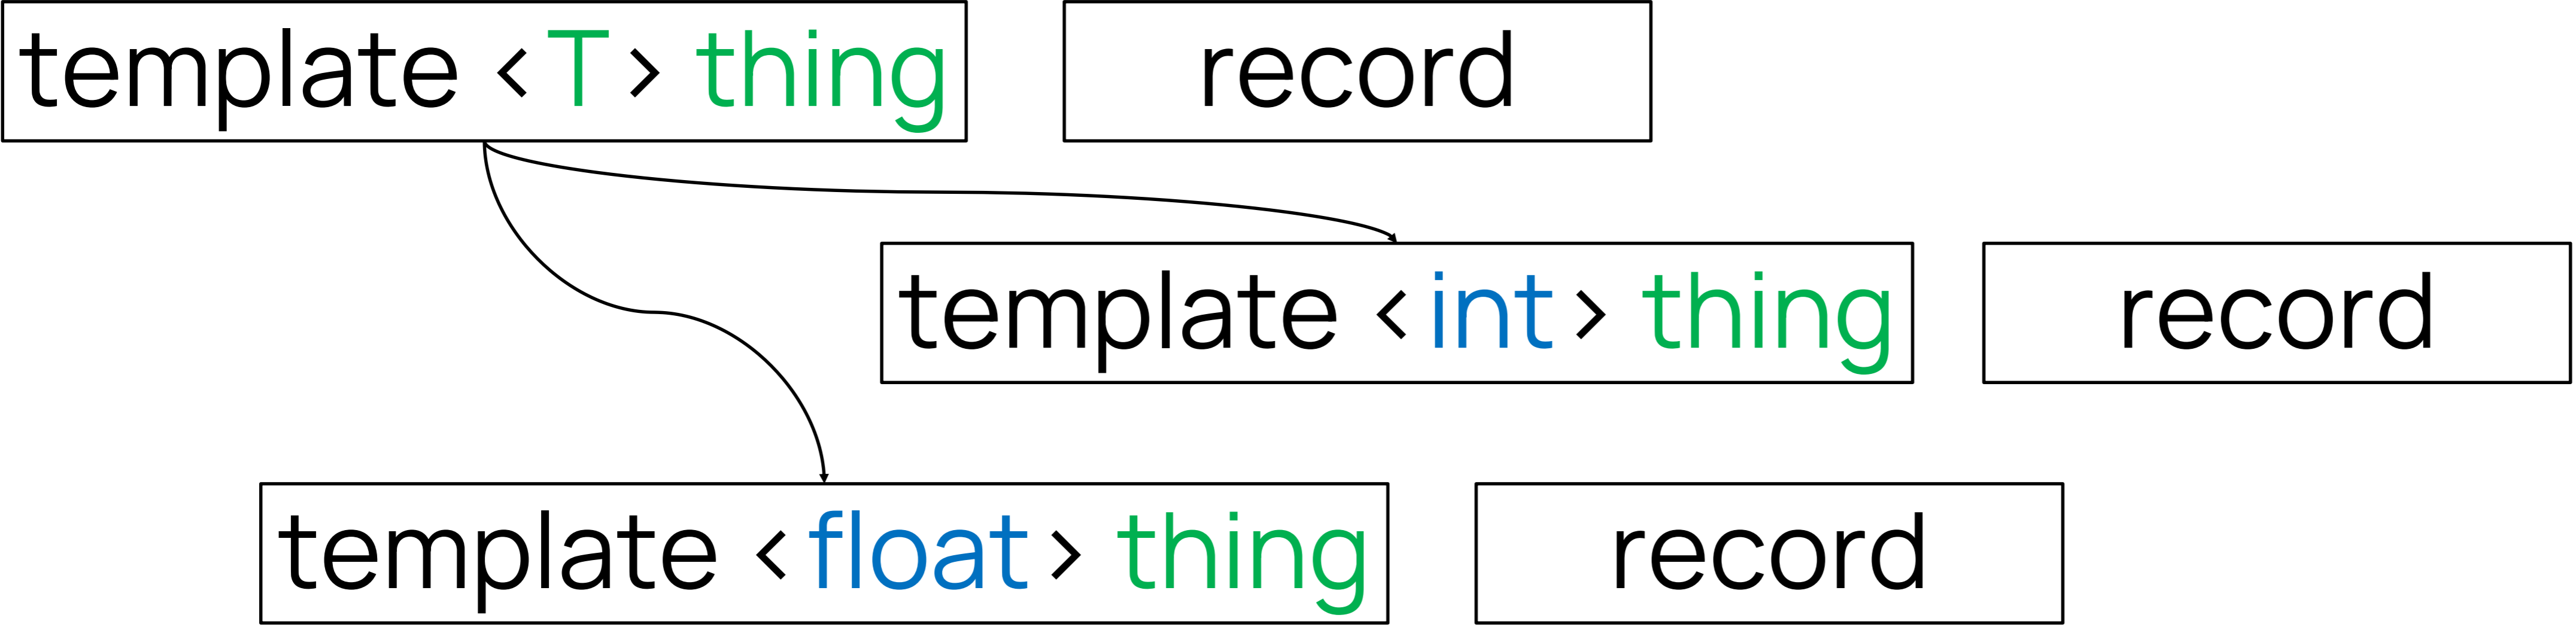 template <T> thing record
template <int> thing record
template <float> thing record